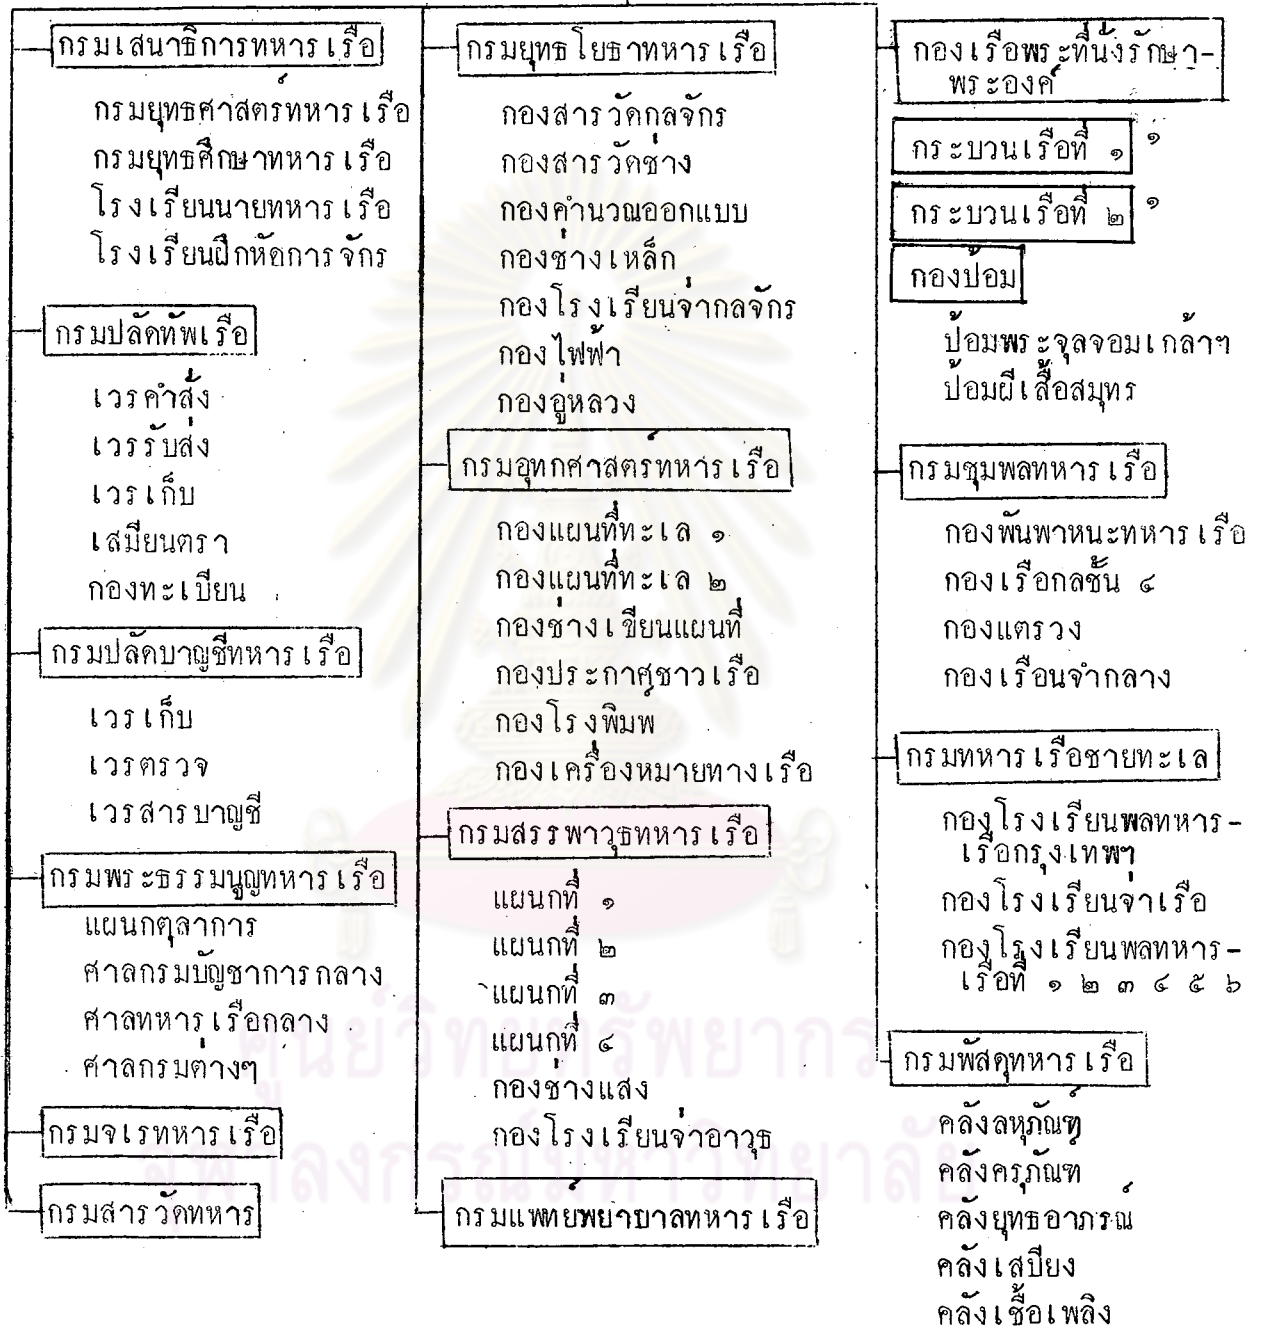 กรมเสนาธิการทหารเรือ
กรมยุทธศาสตร์ทหารเรือ
กรมยุทธศึกษาทหารเรือ
โรงเรียนนายทหารเรือ
โรงเรียนฝึกหัดการจักร
กรมปลัดทัพเรือ
เวรคำสั่ง
เวรรับส่ง
เวรเก็บ
เสมียนตรา
กองทะเบียน
กรมปลัดบาญชีทหารเรือ
เวรเก็บ
เวรตรวจ
เวรสารบาญชี
กรมพระธรรมนูญทหารเรือ
แผนกตุลาการ
ศาลกรมบัญชาการกลาง
ศาลทหารเรือกลาง
ศาลกรมต่างๆ
กรมจเรทหารเรือ
กรมสารวัดทหาร
กรมยุทธโยธาทหารเรือ
กองสารวัดกลจักร
กองสารวัดช่าง
กองคำนวณออกแบบ
กองช่างเหล็ก
กองโรงเรียนจ่ากลจักร
กองไฟฟ้า
กองอู่หลวง
กรมอุทกศาสตร์ทหารเรือ
กองแผนที่ทะเล ๑
กองแผนที่ทะเล ๒
กองช่างเขียนแผนที่
กองประกาศชาวเรือ
กองโรงพิมพ์
กองเครื่องหมายทางเรือ
กรมสรรพาวุธทหารเรือ
แผนกที่ ๑
แผนกที่ ๒
แผนกที่ ๓
แผนกที่ ๔
กองช่างแสง
กองโรงเรียนจ่าอาวุธ
กรมแพทย์พยาบาลทหารเรือ
กองเรือพระที่นั่งรักษา-
พระองค์
กระบวนเรือที่ ๑ ๑
กระบวนเรือที่ ๒ ๑
กองป้อม
ป้อมพระจุลจอมเกล้าฯ
ป้อมผีเสื้อสมุทร
กรมชุมพลทหารเรือ
กองพันพาหนะทหารเรือ
กองเรือกลชั้น ๔
กองแตรวง
กองเรือนจำกลาง
กรมทหารเรือชายทะเล
กองโรงเรียนพลทหาร-
เรือกรุงเทพฯ
กองโรงเรียนจ่าเรือ
กองโรงเรียนพลทหาร-
เรือที่ ๑ ๒ ๓ ๔ ๕ ๖
กรมพัสดุทหารเรือ
คลังลหุภัณฑ์
คลังครุภัณฑ
คลังยุทธอาภรณ์
คลังเสบียง
คลังเชื้อเพลิง
ศูนย์วิทยทรัพยากร
จุฬาลงกรณ์มหาวิทยาลัย